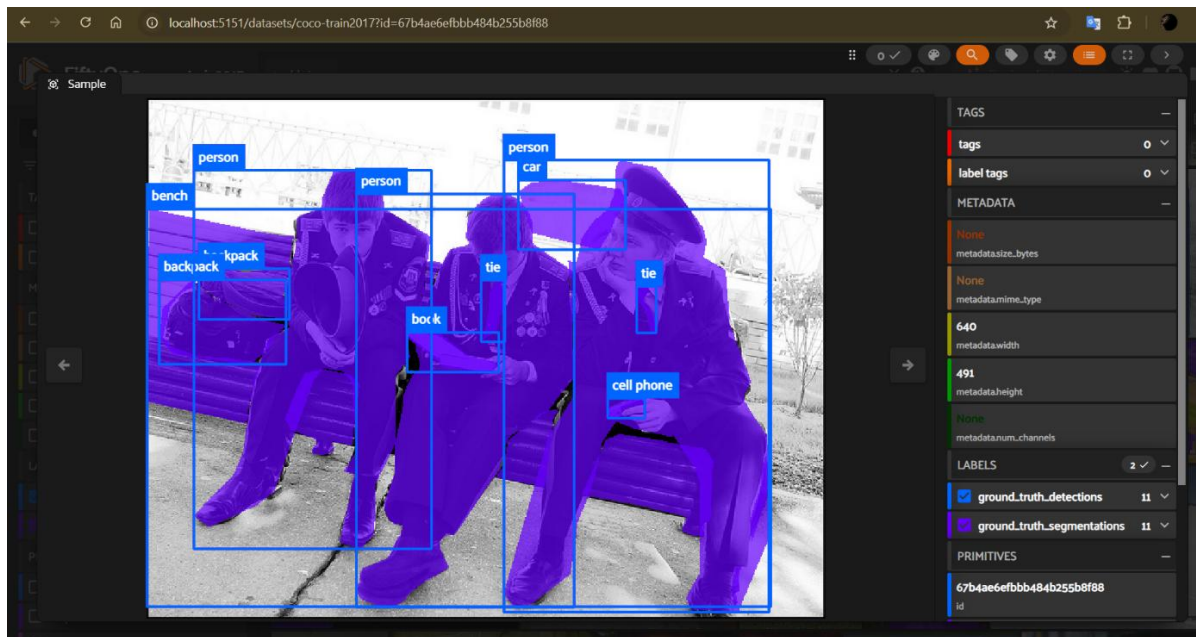 localhost:5151/datasets/coco-train2017?id=67b4ae6efbbb484b255b8f88
0
Sample
TAGS
tags 0
label tags 0
METADATA
None
metadata.size_bytes
None
metadata.mime_type
640
metadata.width
491
metadata.height
None
metadata.num_channels
LABELS 2
ground_truth_detections 11
ground_truth_segmentations 11
PRIMITIVES
67b4ae6efbbb484b255b8f88
id
person
car
person
person
bench
backpack
tie
tie
book
cell phone